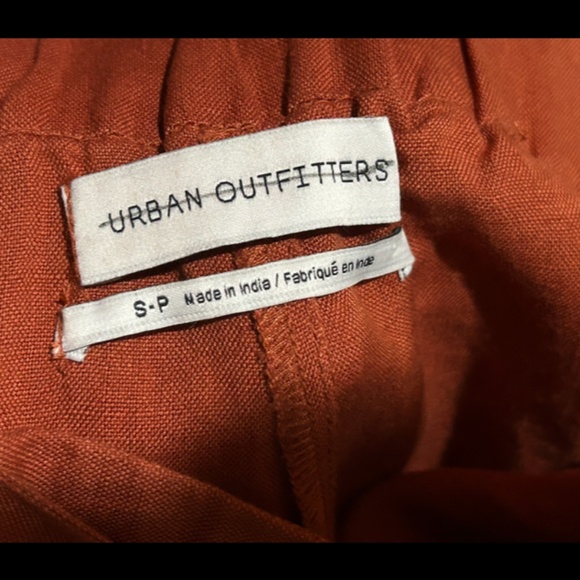 URBAN OUTFITTERS
S-P Made in India / Fabriqué en Inde